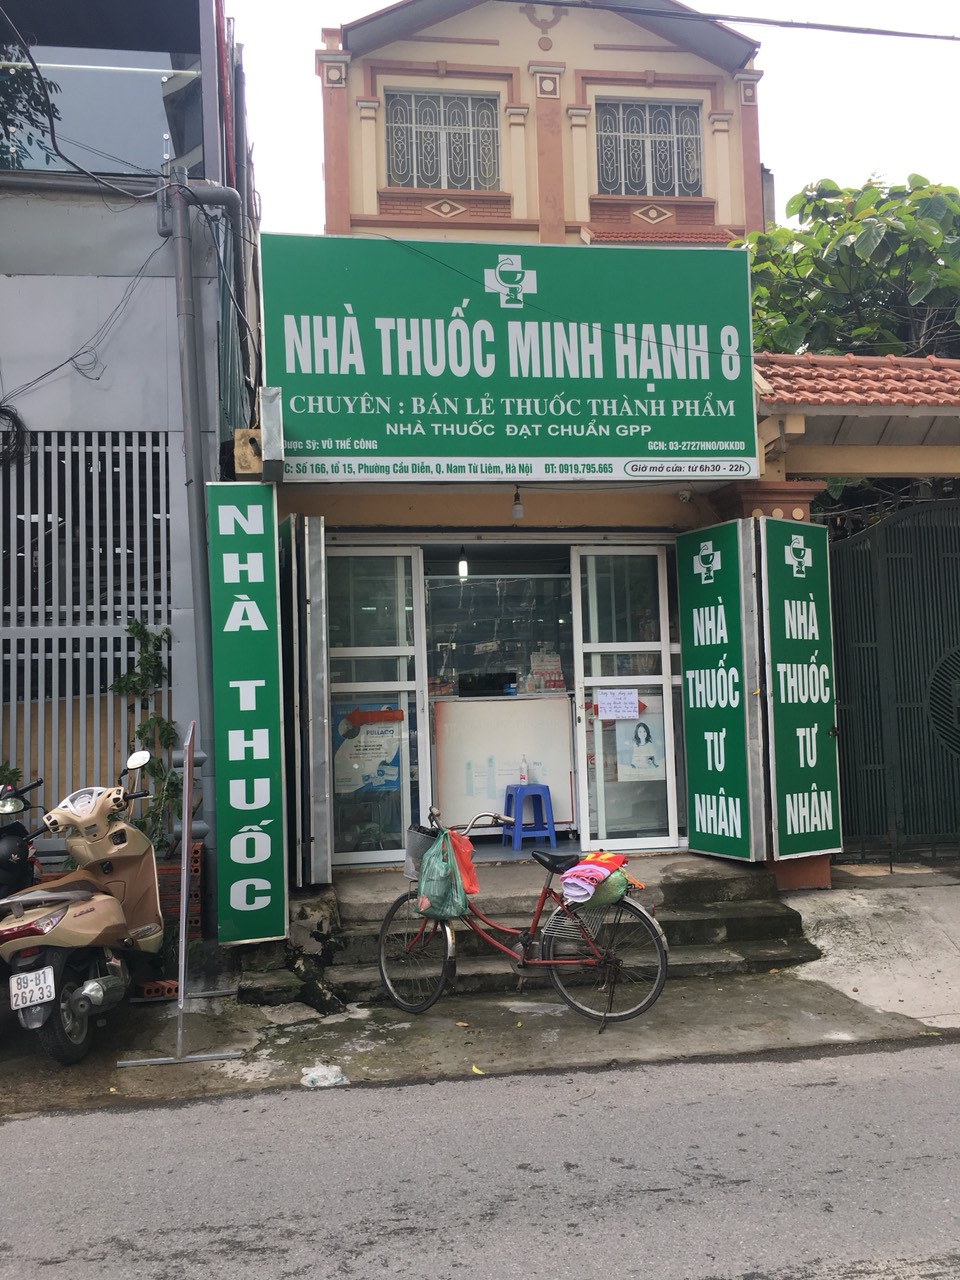 NHÀ THUỐC MINH HẠNH 8
CHUYÊN : BÁN LẺ THUỐC THÀNH PHẨM
NHÀ THUỐC ĐẠT CHUẨN GPP
Dược Sỹ: VŨ THẾ CÔNG
GCN: 03-2727HNO/DKKDD
C: Số 166, tổ 15, Phường Cầu Diễn, Q. Nam Từ Liêm, Hà Nội ĐT: 0919.795.665
Giờ mở cửa: từ 6h30 - 22h
NHÀ THUỐC
NHÀ
THUỐC
TƯ
NHÂN
NHÀ
THUỐC
TƯ
NHÂN
89-B1
262.33